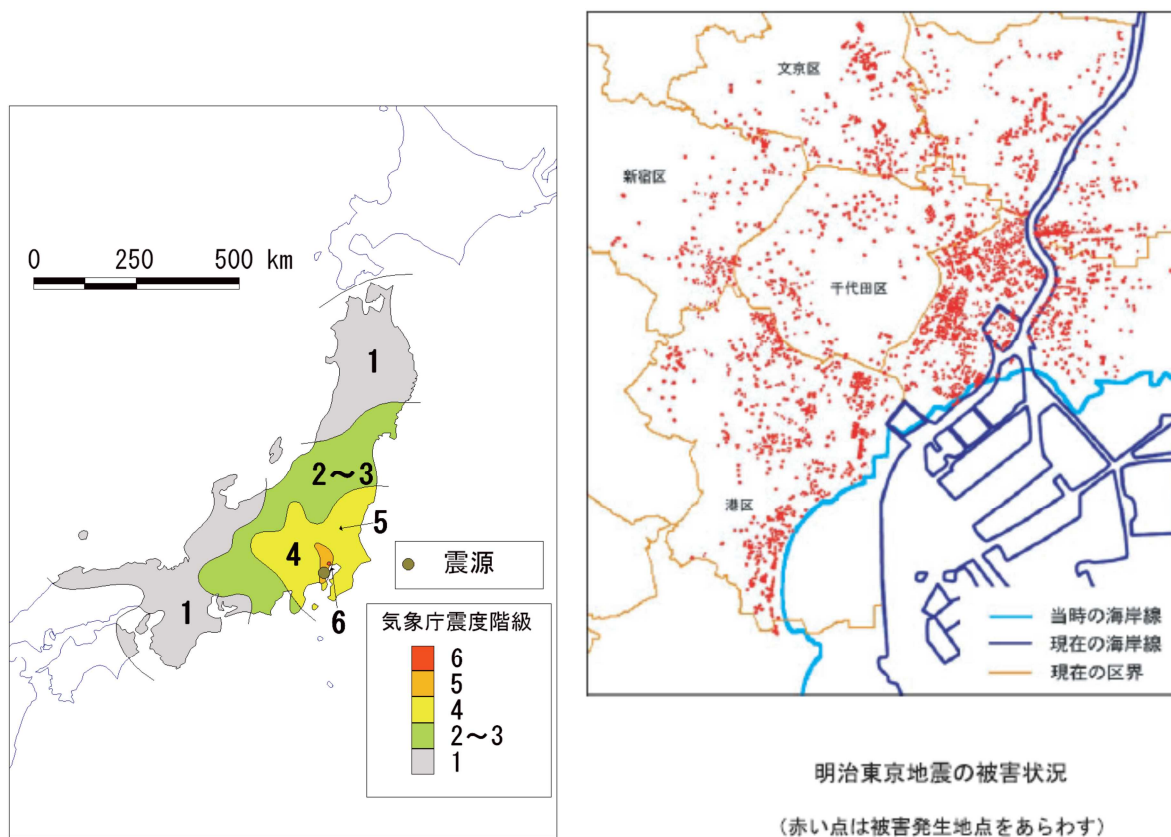 0 250 500 km
1
2～3
5
4
震源
1
6
気象庁震度階級
6
5
4
2～3
1
文京区
新宿区
千代田区
港区
当時の海岸線
現在の海岸線
現在の区界
明治東京地震の被害状況
(赤い点は被害発生地点をあらわす)